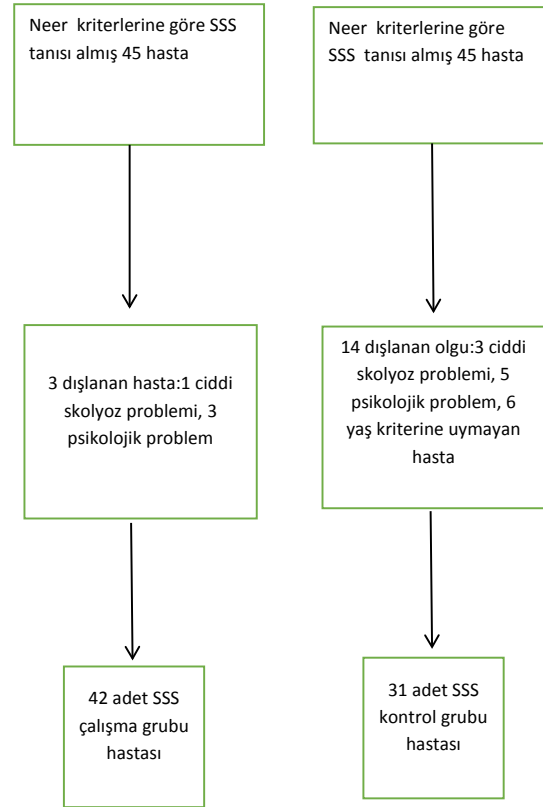 Neer kriterlerine göre SSS
tanısı almış 45 hasta
3 dışlanan hasta:1 ciddi
skolyoz problemi, 3
psikolojik problem
42 adet SSS
çalışma grubu
hastası
Neer kriterlerine göre
SSS tanısı almış 45 hasta
14 dışlanan olgu:3 ciddi
skolyoz problemi, 5
psikolojik problem, 6
yaş kriterine uymayan
hasta
31 adet SSS
kontrol grubu
hastası